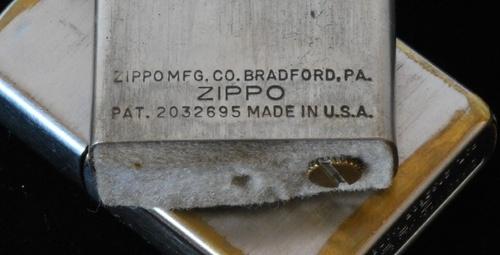 ZIPPO MFG. CO. BRADFORD, PA.
ZIPPO
PAT. 2032695 MADE IN U.S.A.